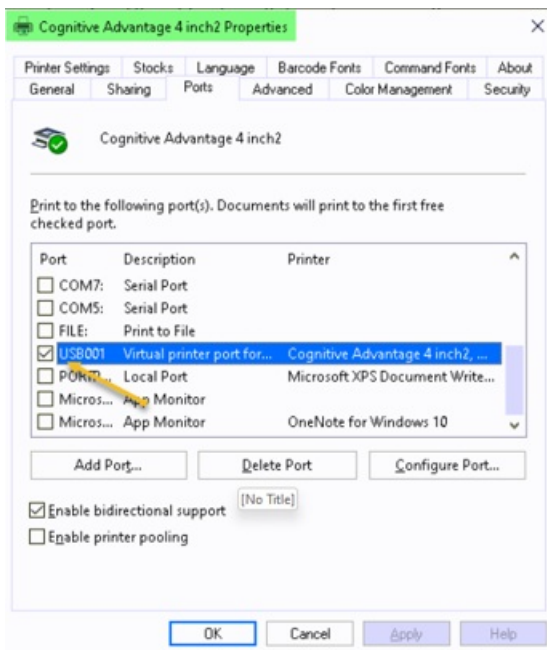 Cognitive Advantage 4 inch2 Properties
Printer Settings Stocks Language Barcode Fonts Command Fonts About
General Sharing Ports Advanced Color Management Security
Cognitive Advantage 4 inch2
Print to the following port(s). Documents will print to the first free
checked port.
Port Description Printer
COM7: Serial Port
COM5: Serial Port
FILE: Print to File
USB001 Virtual printer port for... Cognitive Advantage 4 inch2, ...
Local Port Microsoft XPS Document Write...
Micros... App Monitor
Micros... App Monitor OneNote for Windows 10
Add Port... Delete Port Configure Port...
[No Title]
Enable bidirectional support
Enable printer pooling
OK Cancel Apply Help